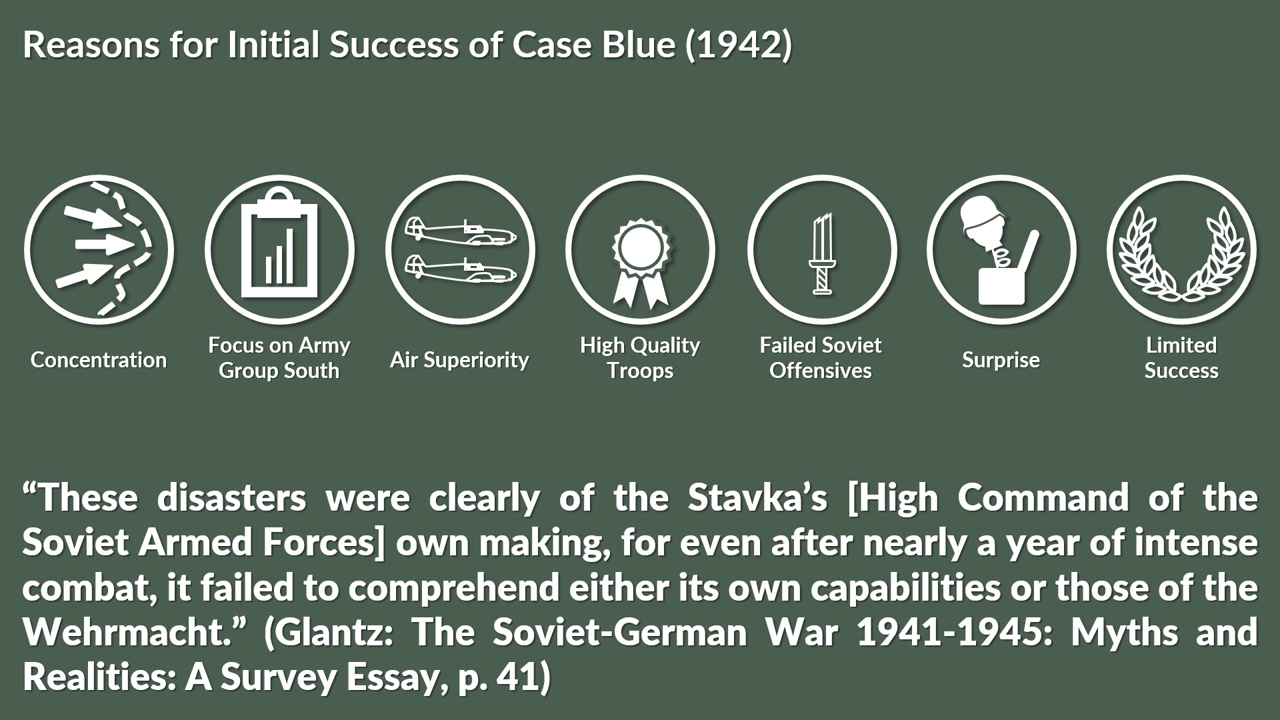 Reasons for Initial Success of Case Blue (1942)
Concentration
Focus on Army
Group South
Air Superiority
High Quality
Troops
Failed Soviet
Offensives
Surprise
Limited
Success
“These disasters were clearly of the Stavka’s [High Command of the
Soviet Armed Forces] own making, for even after nearly a year of intense
combat, it failed to comprehend either its own capabilities or those of the
Wehrmacht.” (Glantz: The Soviet-German War 1941-1945: Myths and
Realities: A Survey Essay, p. 41)